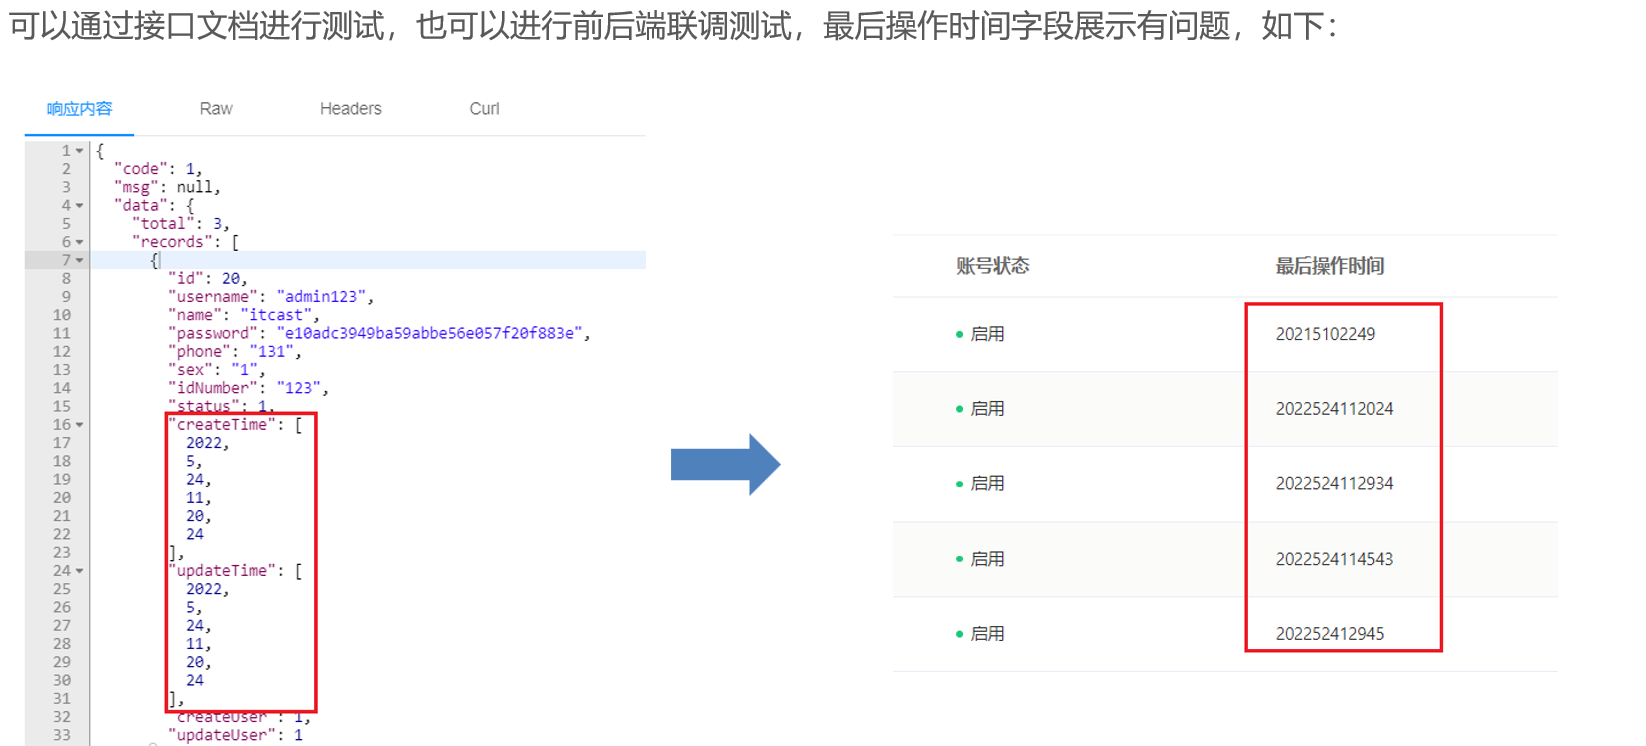 可以通过接口文档进行测试，也可以进行前后端联调测试，最后操作时间字段展示有问题，如下：
响应内容 Raw Headers Curl
1 {
2 "code": 1,
3 "msg": null,
4 "data": {
5 "total": 3,
6 "records": [
7 {
8 "id": 20,
9 "username": "admin123",
10 "name": "itcast",
11 "password": "e10adc3949ba59abbe56e057f20f883e",
12 "phone": "131",
13 "sex": "1",
14 "idNumber": "123",
15 "status": 1,
16 "createTime": [
17 2022,
18 5,
19 24,
20 11,
21 20,
22 24
23 ],
24 "updateTime": [
25 2022,
26 5,
27 24,
28 11,
29 20,
30 24
31 ],
32 "createUser": 1,
33 "updateUser": 1
账号状态 最后操作时间
启用 20215102249
启用 2022524112024
启用 2022524112934
启用 2022524114543
启用 202252412945